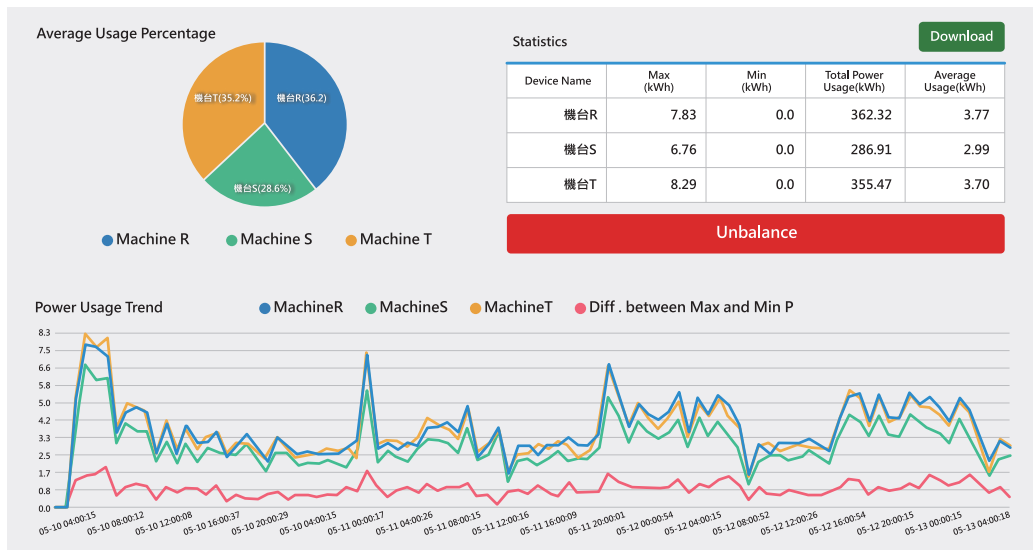 Average Usage Percentage
機台T(35.2%)
機台R(36.2)
機台S(28.6%)
Machine R
Machine S
Machine T
Statistics
Download
Device Name
Max
(kWh)
Min
(kWh)
Total Power
Usage(kWh)
Average
Usage(kWh)
機台R 7.83 0.0 362.32 3.77
機台S 6.76 0.0 286.91 2.99
機台T 8.29 0.0 355.47 3.70
Unbalance
Power Usage Trend
MachineR
MachineS
MachineT
Diff . between Max and Min P
8.3
7.5
6.6
5.8
5.0
4.2
3.3
2.5
1.7
0.8
0.0
05-10 04:00:15
05-10 08:00:12
05-10 12:00:08
05-10 16:00:37
05-10 20:00:29
05-10 04:00:15
05-11 00:00:17
05-11 04:00:26
05-11 08:00:15
05-11 12:00:16
05-11 16:00:09
05-11 20:00:01
05-12 00:00:54
05-12 04:00:15
05-12 08:00:52
05-12 12:00:26
05-12 16:00:54
05-12 20:00:15
05-13 00:00:15
05-13 04:00:18